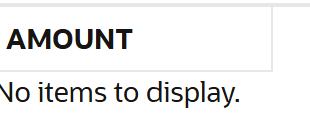 AMOUNT
No items to display.